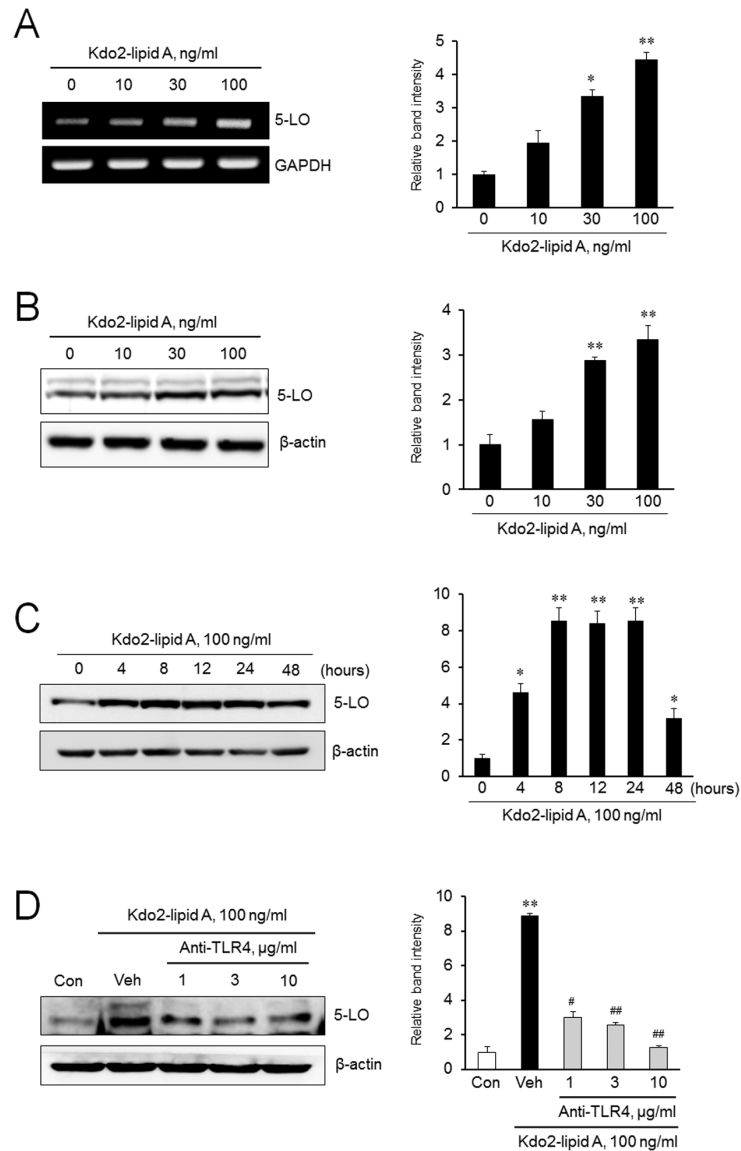 A
Kdo2-lipid A, ng/ml
0 10 30 100
5-LO
GAPDH
Relative band intensity
5
4
3
2
1
0
*
**
0 10 30 100
Kdo2-lipid A, ng/ml
B
Kdo2-lipid A, ng/ml
0 10 30 100
5-LO
β-actin
Relative band intensity
4
3
2
1
0
**
**
0 10 30 100
Kdo2-lipid A, ng/ml
C
Kdo2-lipid A, 100 ng/ml
0 4 8 12 24 48 (hours)
5-LO
β-actin
Relative band intensity
10
8
6
4
2
0
*
** ** **
*
0 4 8 12 24 48 (hours)
Kdo2-lipid A, 100 ng/ml
D
Kdo2-lipid A, 100 ng/ml
Anti-TLR4, μg/ml
Con Veh 1 3 10
5-LO
β-actin
Relative band intensity
10
8
6
4
2
0
**
#
##
##
Con Veh 1 3 10
Anti-TLR4, μg/ml
Kdo2-lipid A, 100 ng/ml